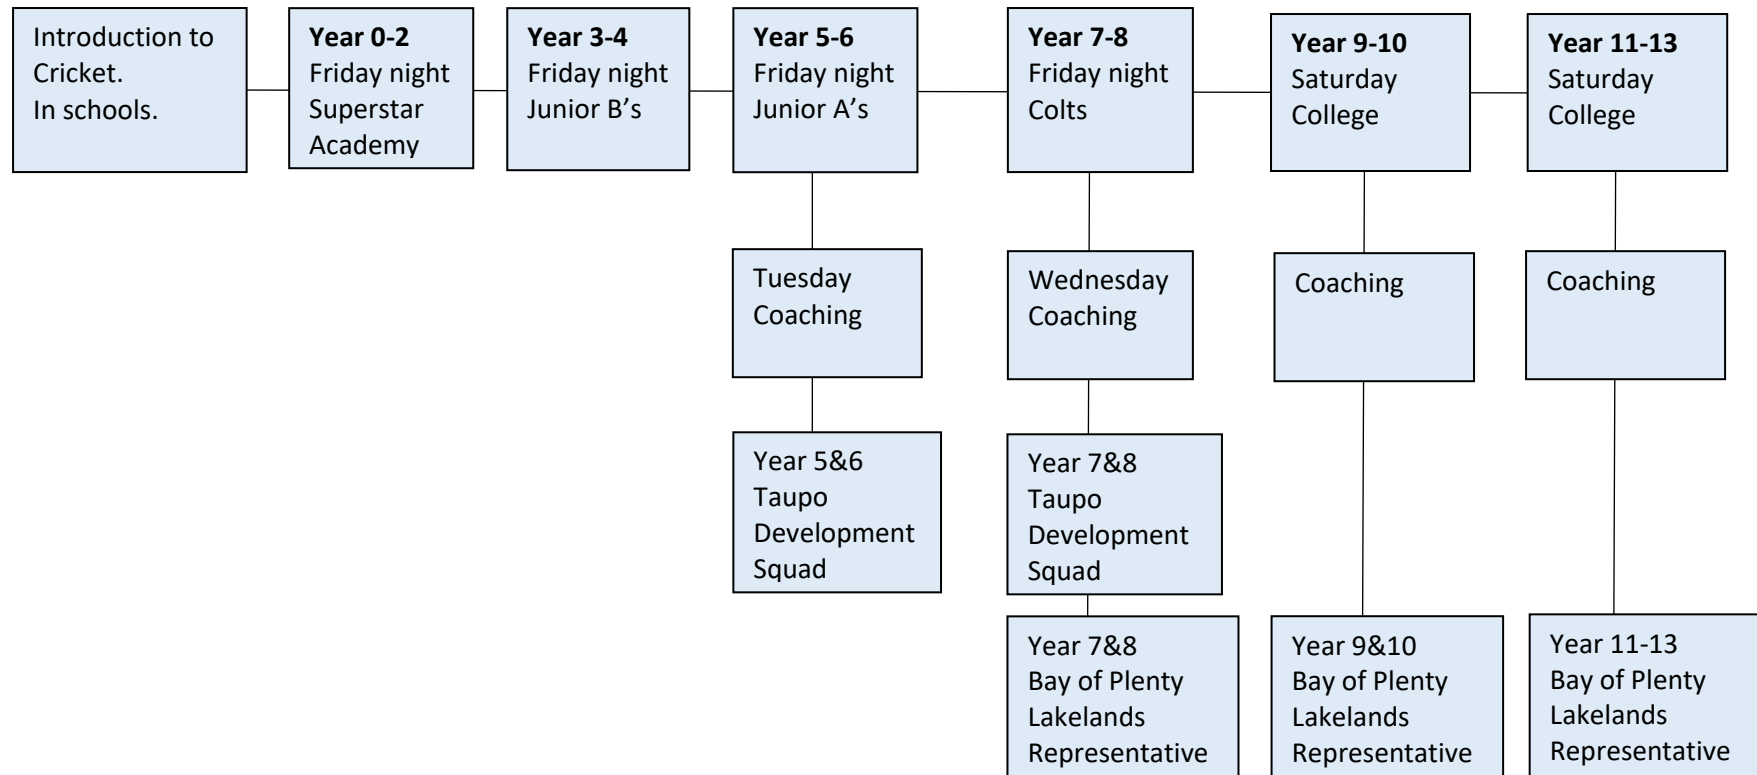 Introduction to
Cricket.
In schools.
Year 0-2
Friday night
Superstar
Academy
Year 3-4
Friday night
Junior B’s
Year 5-6
Friday night
Junior A’s
Year 7-8
Friday night
Colts
Year 9-10
Saturday
College
Year 11-13
Saturday
College
Tuesday
Coaching
Wednesday
Coaching
Coaching
Coaching
Year 5&6
Taupo
Development
Squad
Year 7&8
Taupo
Development
Squad
Year 7&8
Bay of Plenty
Lakelands
Representative
Year 9&10
Bay of Plenty
Lakelands
Representative
Year 11-13
Bay of Plenty
Lakelands
Representative